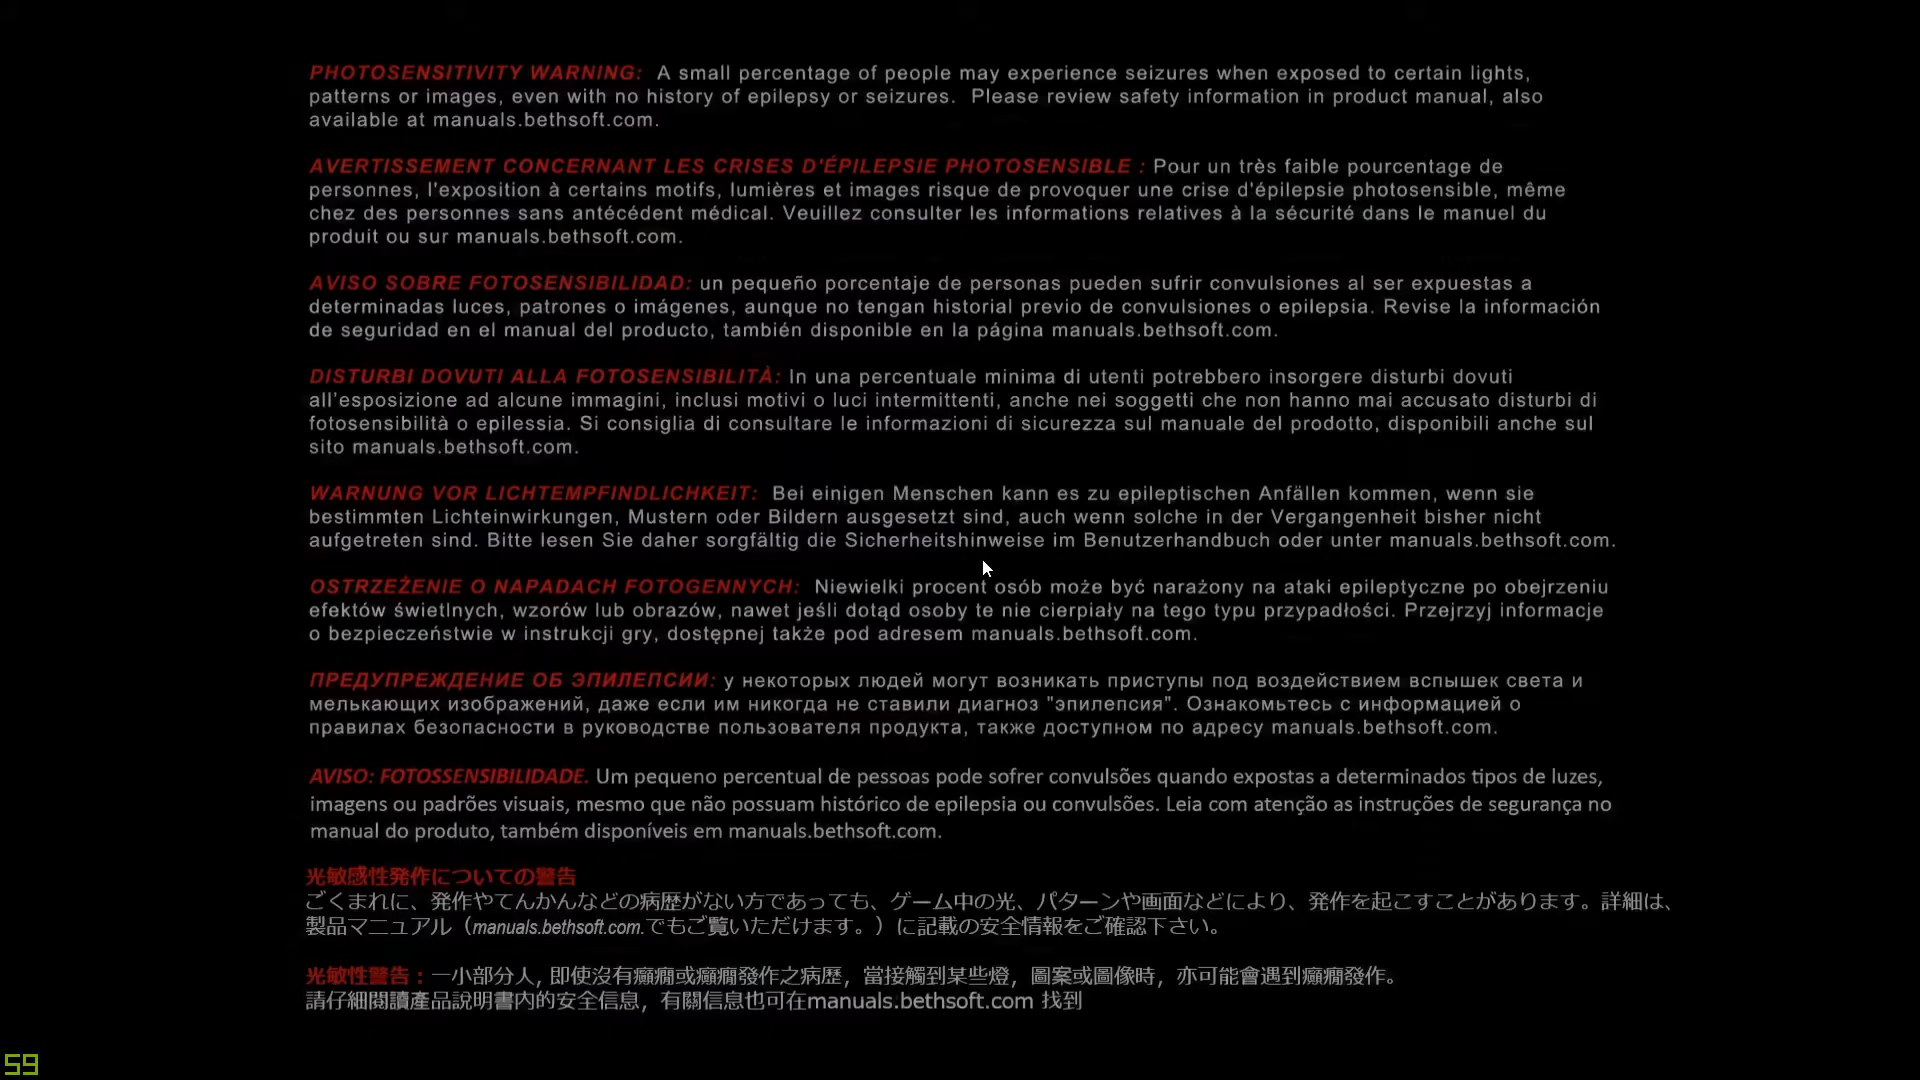 PHOTOSENSITIVITY WARNING: A small percentage of people may experience seizures when exposed to certain lights,
patterns or images, even with no history of epilepsy or seizures. Please review safety information in product manual, also
available at manuals.bethsoft.com.
AVERTISSEMENT CONCERNANT LES CRISES D'ÉPILEPSIE PHOTOSENSIBLE : Pour un très faible pourcentage de
personnes, l'exposition à certains motifs, lumières et images risque de provoquer une crise d'épilepsie photosensible, même
chez des personnes sans antécédent médical. Veuillez consulter les informations relatives à la sécurité dans le manuel du
produit ou sur manuals.bethsoft.com.
AVISO SOBRE FOTOSENSIBILIDAD: un pequeño porcentaje de personas pueden sufrir convulsiones al ser expuestas a
determinadas luces, patrones o imágenes, aunque no tengan historial previo de convulsiones o epilepsia. Revise la información
de seguridad en el manual del producto, también disponible en la página manuals.bethsoft.com.
DISTURBI DOVUTI ALLA FOTOSENSIBILITÀ: In una percentuale minima di utenti potrebbero insorgere disturbi dovuti
all'esposizione ad alcune immagini, inclusi motivi o luci intermittenti, anche nei soggetti che non hanno mai accusato disturbi di
fotosensibilità o epilessia. Si consiglia di consultare le informazioni di sicurezza sul manuale del prodotto, disponibili anche sul
sito manuals.bethsoft.com.
WARNUNG VOR LICHTEMPFINDLICHKEIT: Bei einigen Menschen kann es zu epileptischen Anfällen kommen, wenn sie
bestimmten Lichteinwirkungen, Mustern oder Bildern ausgesetzt sind, auch wenn solche in der Vergangenheit bisher nicht
aufgetreten sind. Bitte lesen Sie daher sorgfältig die Sicherheitshinweise im Benutzerhandbuch oder unter manuals.bethsoft.com.
OSTRZEŻENIE O NAPADACH FOTOGENNYCH: Niewielki procent osób może być narażony na ataki epileptyczne po obejrzeniu
efektów świetlnych, wzorów lub obrazów, nawet jeśli dotąd osoby te nie cierpiały na tego typu przypadłości. Przejrzyj informacje
o bezpieczeństwie w instrukcji gry, dostępnej także pod adresem manuals.bethsoft.com.
ПРЕДУПРЕЖДЕНИЕ ОБ ЭПИЛЕПСИИ: у некоторых людей могут возникать приступы под воздействием вспышек света и
мелькающих изображений, даже если им никогда не ставили диагноз "эпилепсия". Ознакомьтесь с информацией о
правилах безопасности в руководстве пользователя продукта, также доступном по адресу manuals.bethsoft.com.
AVISO: FOTOSSENSIBILIDADE. Um pequeno percentual de pessoas pode sofrer convulsões quando expostas a determinados tipos de luzes,
imagens ou padrões visuais, mesmo que não possuam histórico de epilepsia ou convulsões. Leia com atenção as instruções de segurança no
manual do produto, também disponíveis em manuals.bethsoft.com.
光敏感性発作についての警告
ごくまれに、発作やてんかんなどの病歴がない方であっても、ゲーム中の光、パターンや画面などにより、発作を起こすことがあります。詳細は、
製品マニュアル（manuals.bethsoft.com.でもご覧いただけます。）に記載の安全情報をご確認下さい。
光敏性警告：一小部分人, 即使沒有癲癇或癲癇發作之病歷，當接觸到某些燈，圖案或圖像時，亦可能會遇到癲癇發作。
請仔細閱讀產品說明書內的安全信息，有關信息也可在manuals.bethsoft.com 找到
59